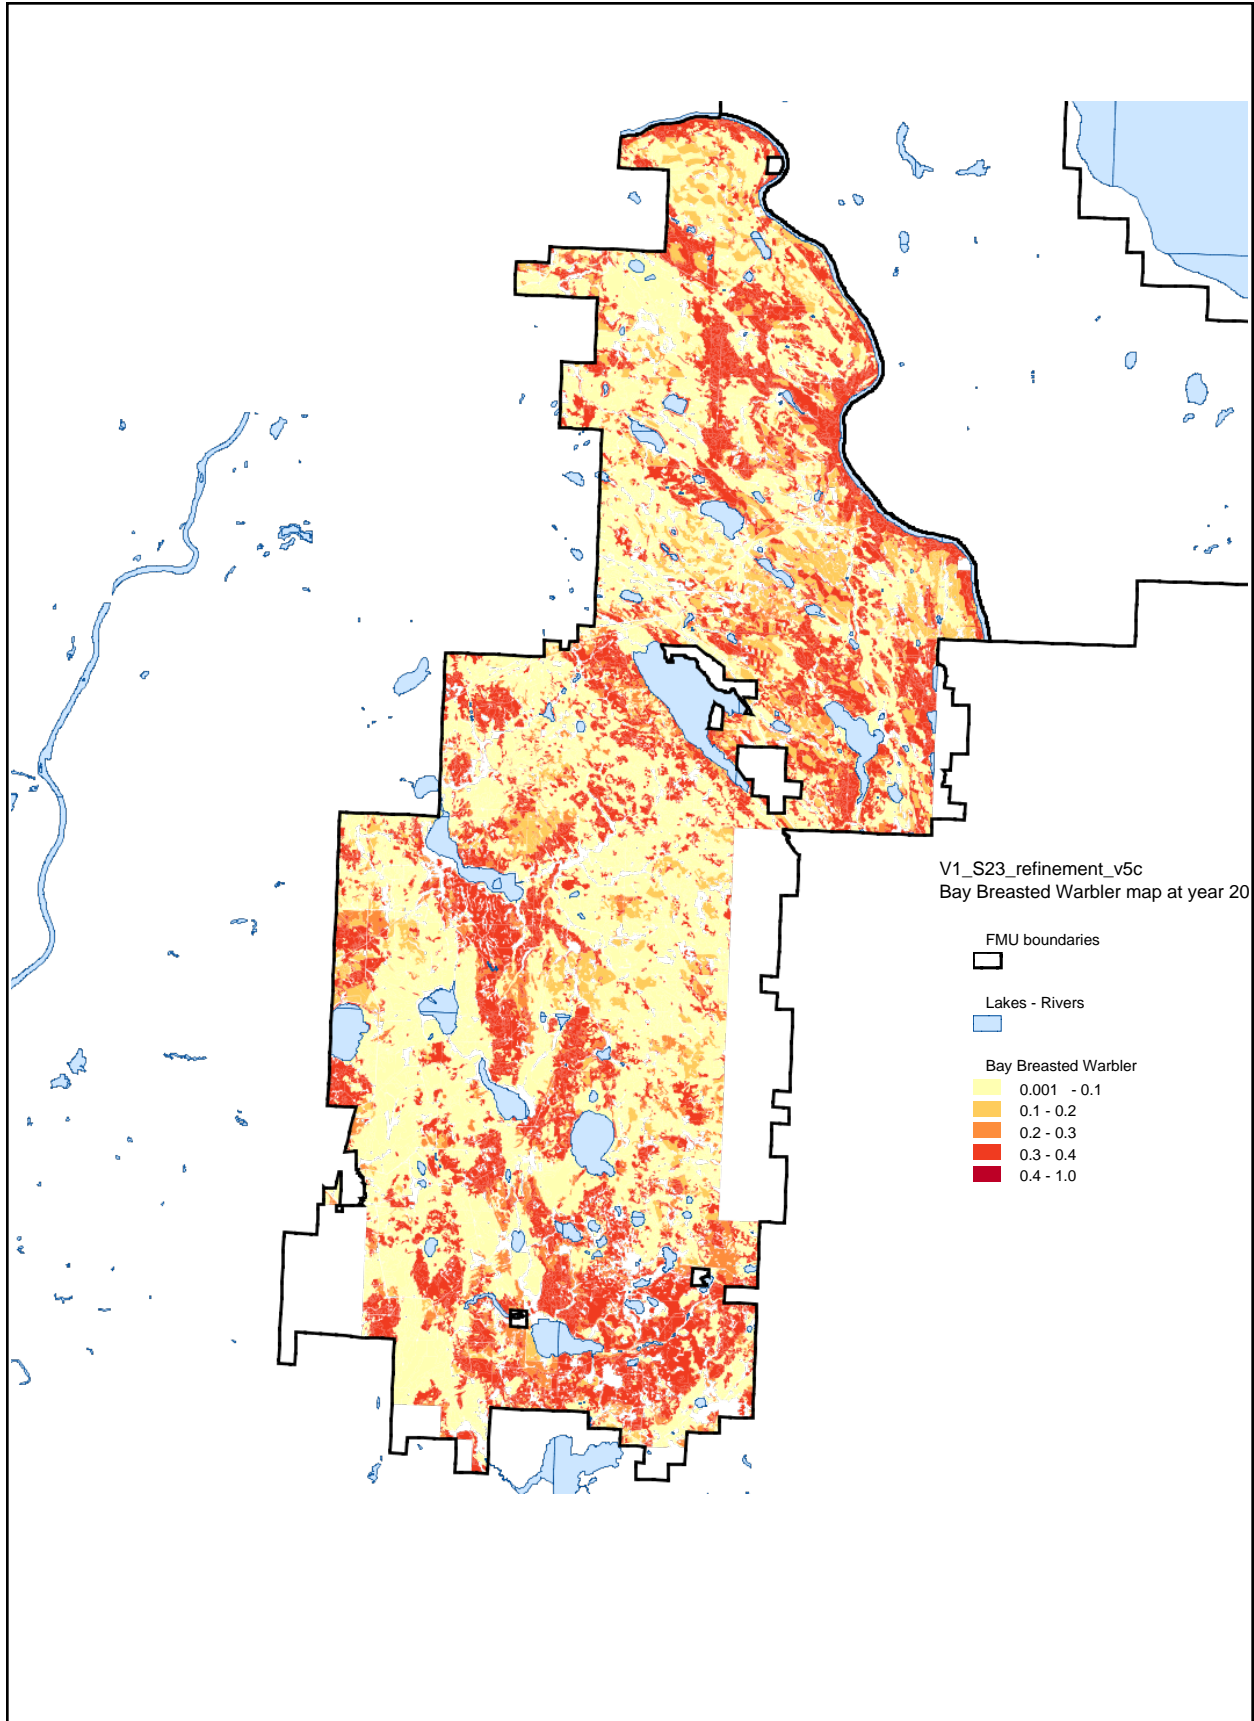 V1_S23_refinement_v5c
Bay Breasted Warbler map at year 20
FMU boundaries
Lakes - Rivers
Bay Breasted Warbler
0.001 - 0.1
0.1 - 0.2
0.2 - 0.3
0.3 - 0.4
0.4 - 1.0